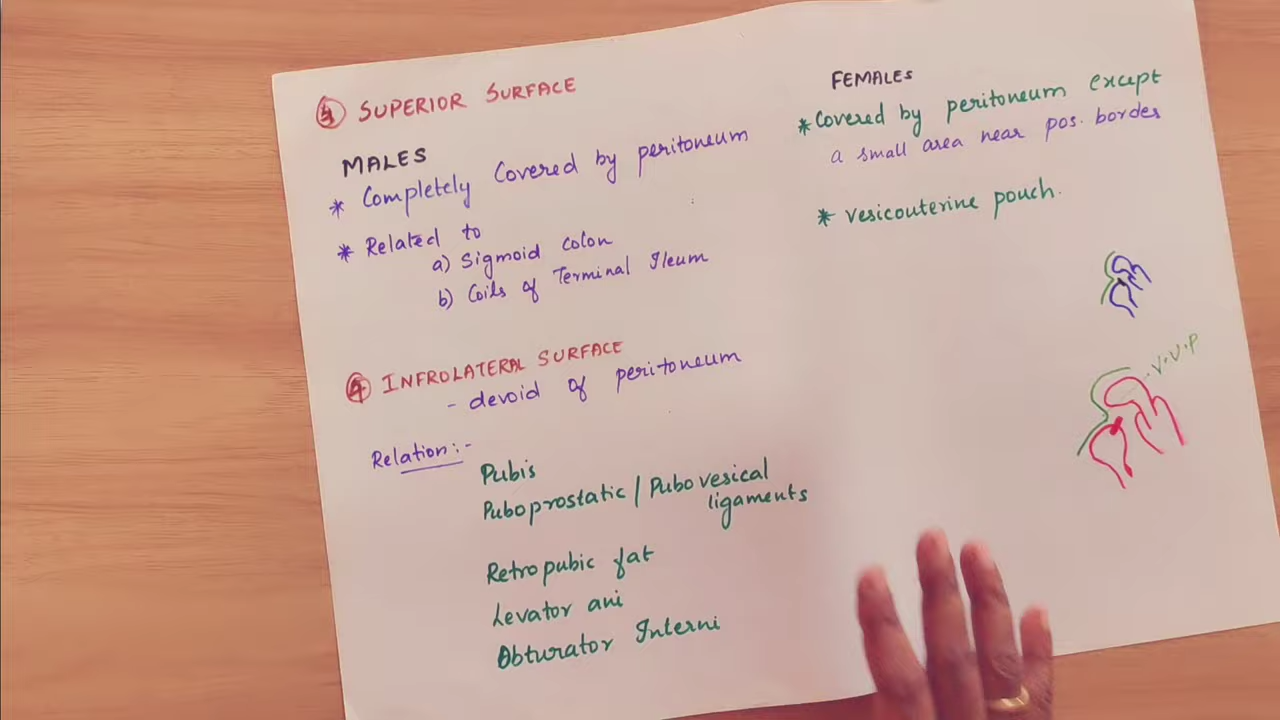 3 SUPERIOR SURFACE
MALES
* Completely Covered by peritoneum
* Related to
a) Sigmoid colon
b) Coils of Terminal Ileum
FEMALES
* Covered by peritoneum except
a small area near pos. border
* vesicouterine pouch.
4 INFROLATERAL SURFACE
- devoid of peritoneum
Relation:-
Pubis
Puboprostatic / Pubovesical
ligaments
Retropubic fat
Levator ani
Obturator Interni
V.V.P